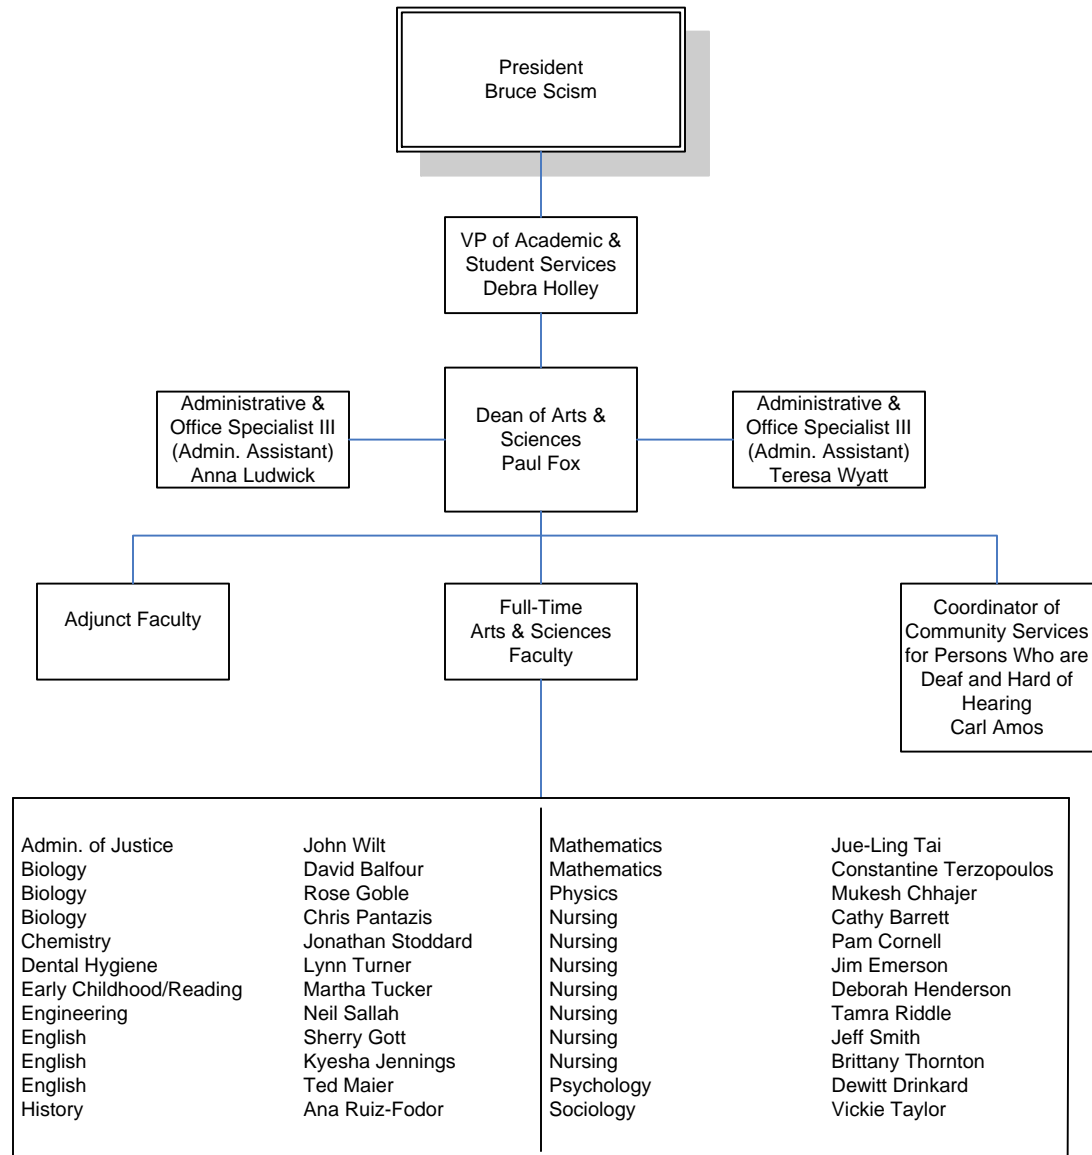 President
Bruce Scism
VP of Academic &
Student Services
Debra Holley
Administrative &
Office Specialist III
(Admin. Assistant)
Anna Ludwick
Dean of Arts &
Sciences
Paul Fox
Administrative &
Office Specialist III
(Admin. Assistant)
Teresa Wyatt
Adjunct Faculty
Full-Time
Arts & Sciences
Faculty
Coordinator of
Community Services
for Persons Who are
Deaf and Hard of
Hearing
Carl Amos
Admin. of Justice John Wilt
Biology David Balfour
Biology Rose Goble
Biology Chris Pantazis
Chemistry Jonathan Stoddard
Dental Hygiene Lynn Turner
Early Childhood/Reading Martha Tucker
Engineering Neil Sallah
English Sherry Gott
English Kyesha Jennings
English Ted Maier
History Ana Ruiz-Fodor
Mathematics Jue-Ling Tai
Mathematics Constantine Terzopoulos
Physics Mukesh Chhajer
Nursing Cathy Barrett
Nursing Pam Cornell
Nursing Jim Emerson
Nursing Deborah Henderson
Nursing Tamra Riddle
Nursing Jeff Smith
Nursing Brittany Thornton
Psychology Dewitt Drinkard
Sociology Vickie Taylor